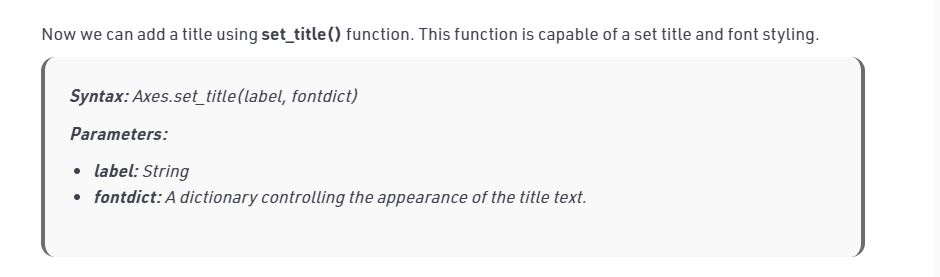 Now we can add a title using set_title() function. This function is capable of a set title and font styling.
Syntax: Axes.set_title(label, fontdict)
Parameters:
• label: String
• fontdict: A dictionary controlling the appearance of the title text.